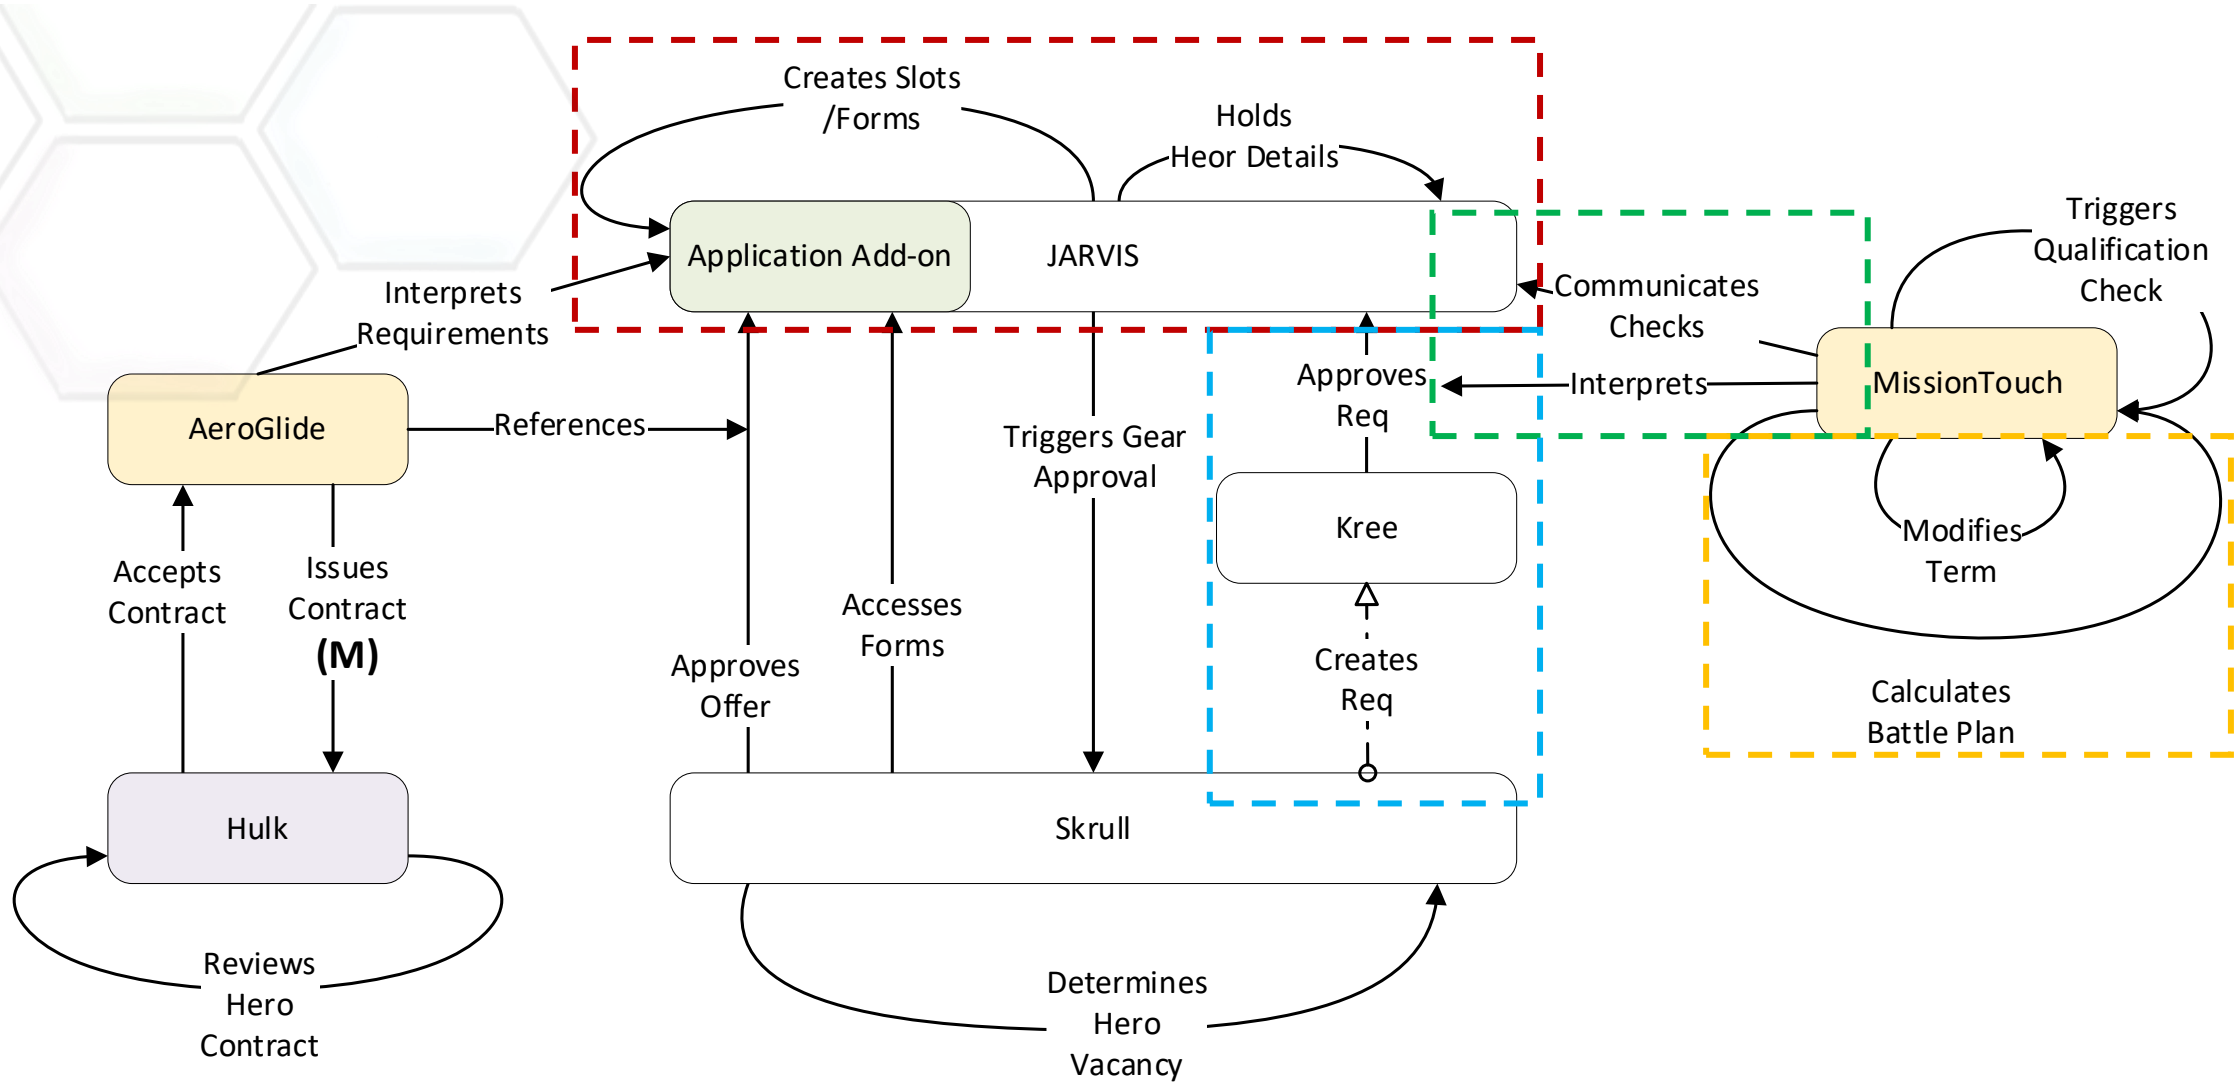 Creates Slots
/Forms
Holds
Heor Details
Triggers
Qualification
Check
Application Add-on
JARVIS
Interprets
Requirements
Communicates
Checks
Approves
Req
Interprets
MissionTouch
AeroGlide
References
Triggers Gear
Approval
Kree
Modifies
Term
Accepts
Contract
Issues
Contract
(M)
Accesses
Forms
Approves
Offer
Creates
Req
Calculates
Battle Plan
Hulk
Skrull
Reviews
Hero
Contract
Determines
Hero
Vacancy